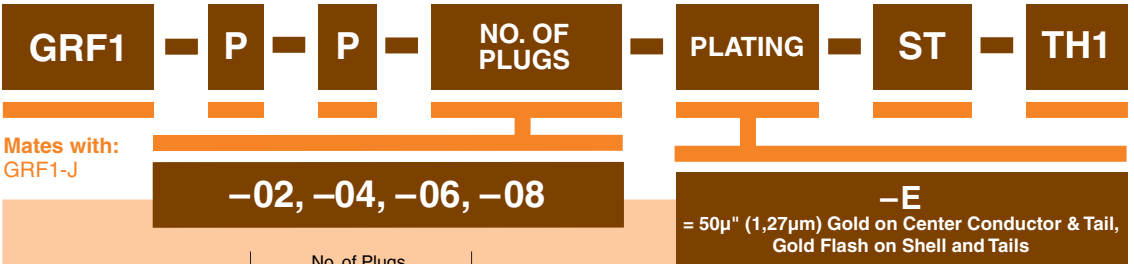 GRF1 – P – P – NO. OF PLUGS – PLATING – ST – TH1
Mates with:
GRF1-J
–02, –04, –06, –08
–E
= 50µ" (1,27µm) Gold on Center Conductor & Tail,
Gold Flash on Shell and Tails
No. of Plugs